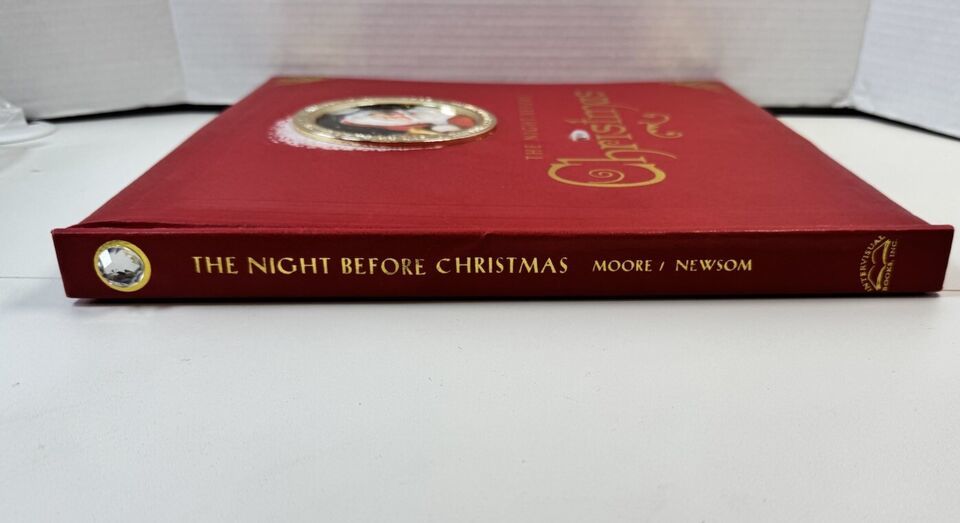 THE NIGHT BEFORE
Christmas
THE NIGHT BEFORE CHRISTMAS MOORE / NEWSOM
INTERVISUAL
BOOKS INC.